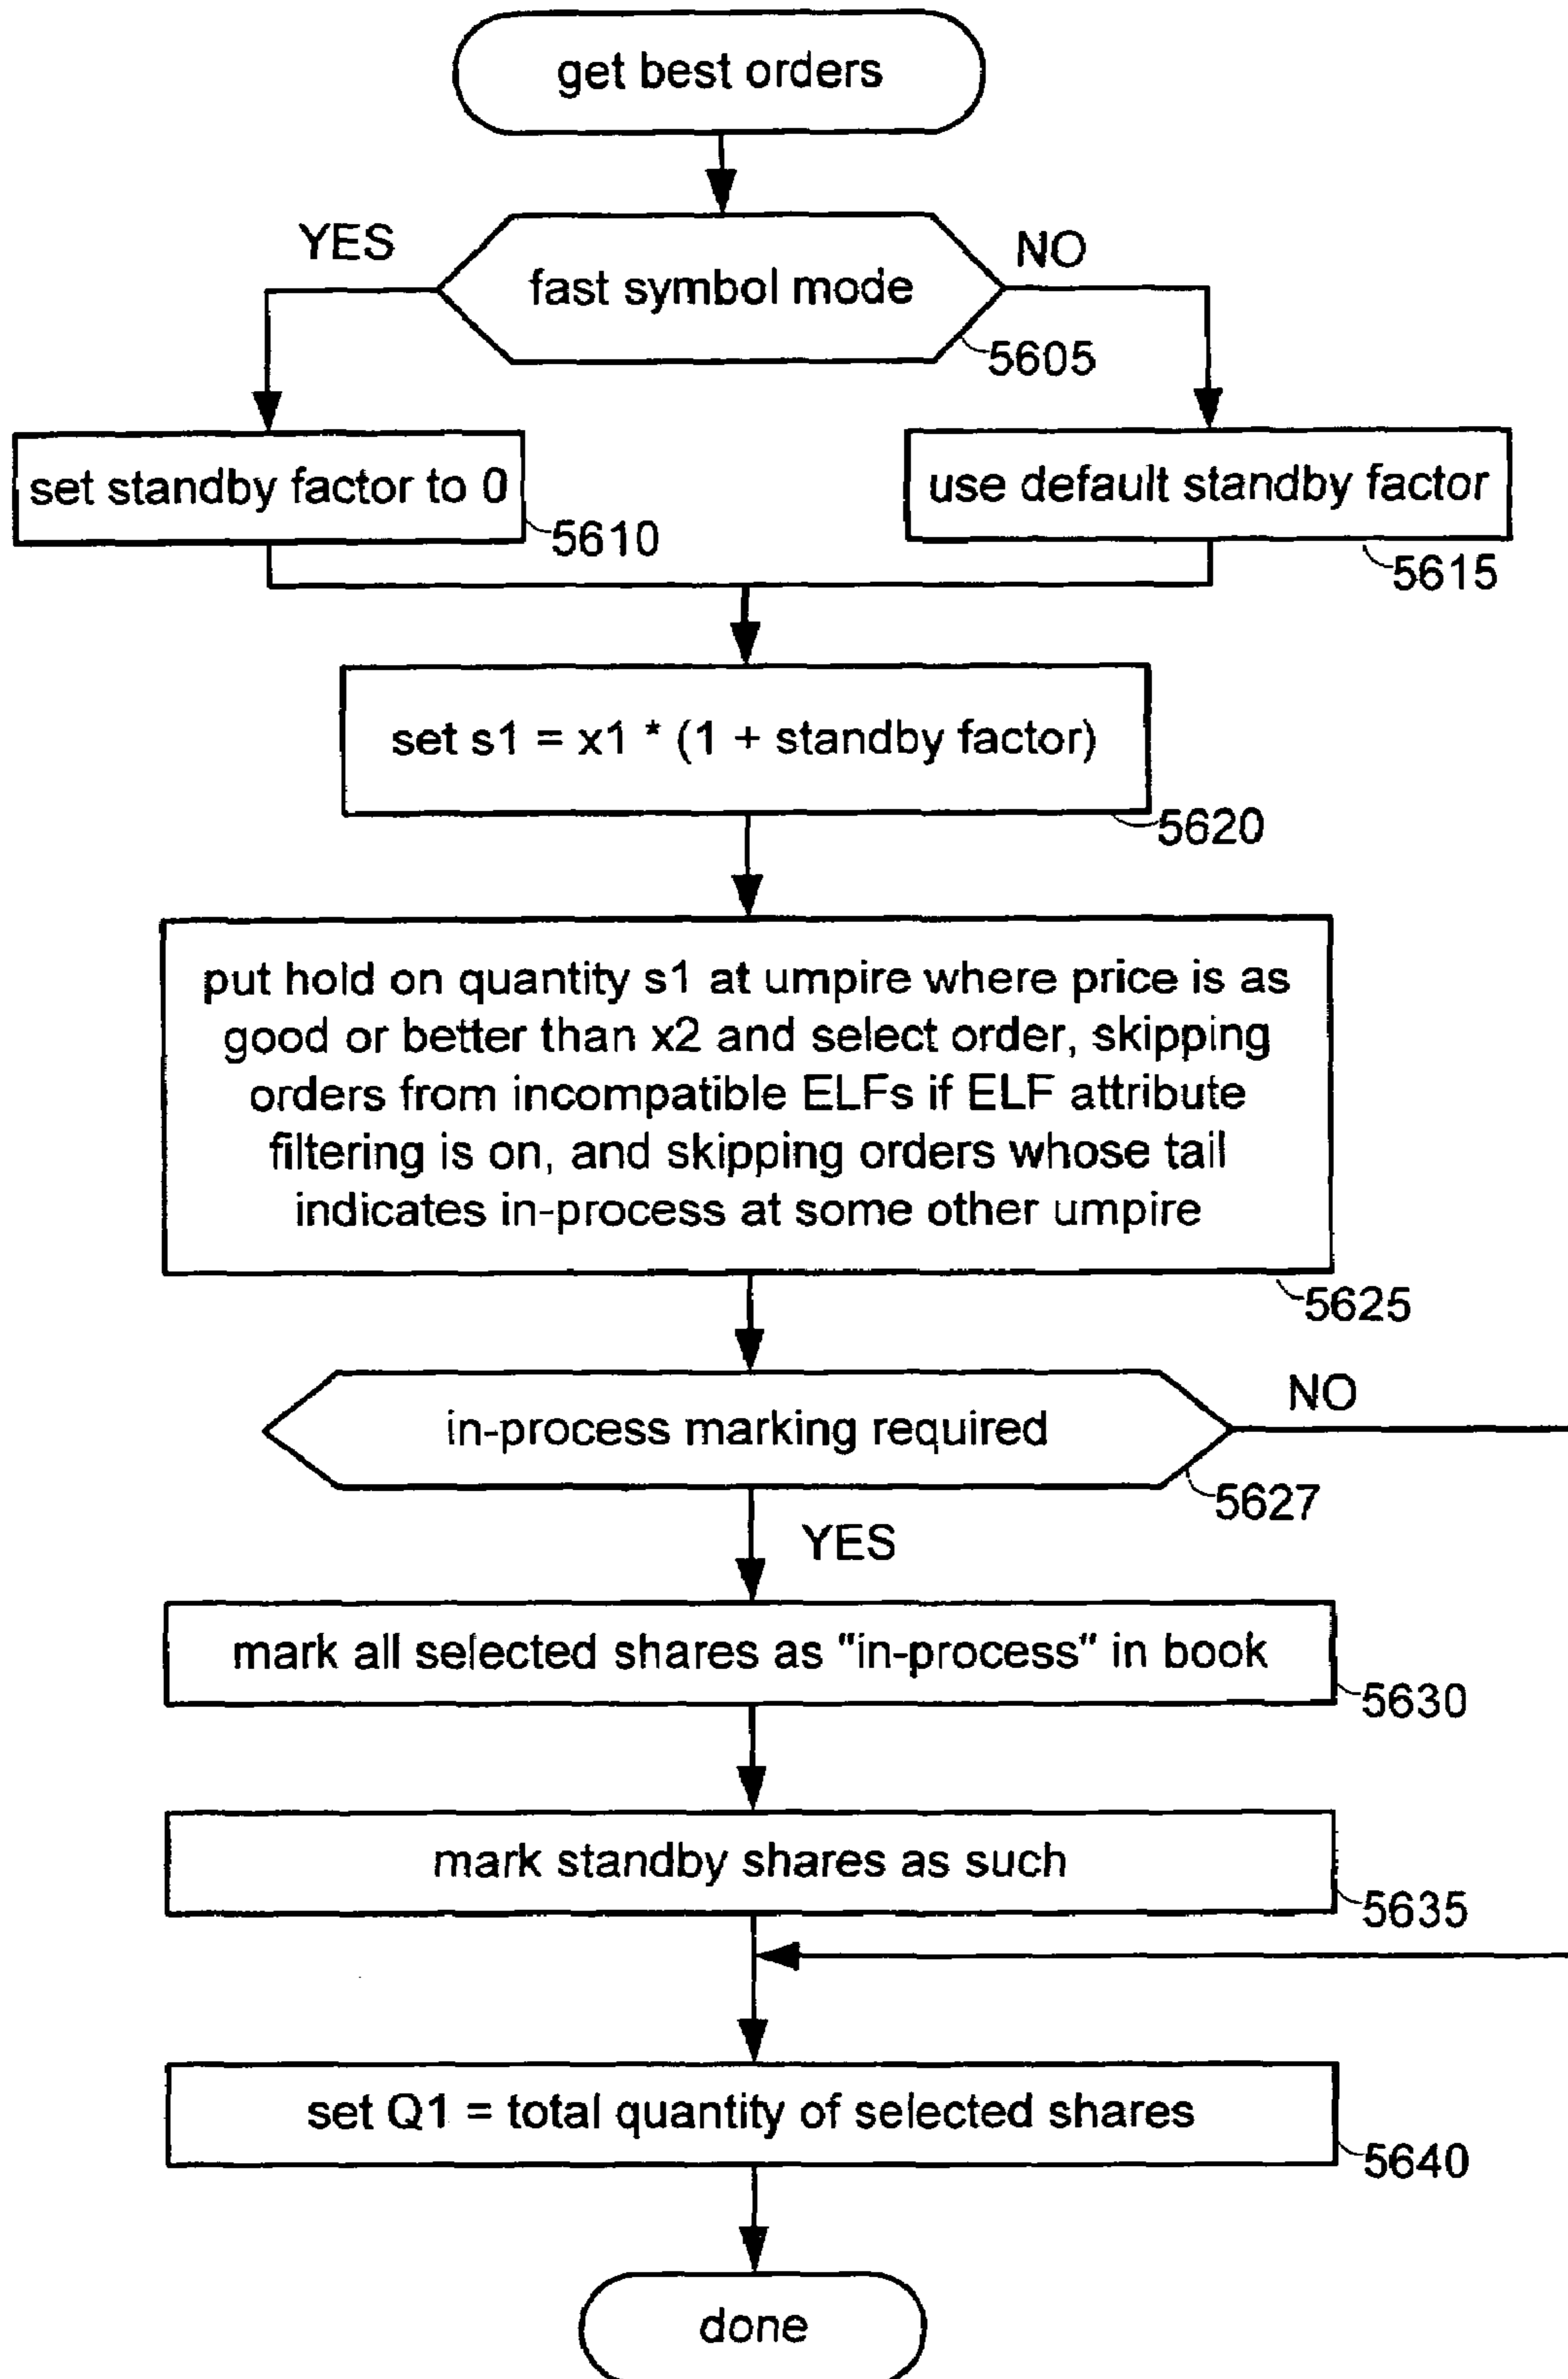 get best orders
YES
NO
fast symbol mode
5605
set standby factor to 0
5610
use default standby factor
5615
set s1 = x1 * (1 + standby factor)
5620
put hold on quantity s1 at umpire where price is as
good or better than x2 and select order, skipping
orders from incompatible ELFs if ELF attribute
filtering is on, and skipping orders whose tail
indicates in-process at some other umpire
5625
in-process marking required
NO
5627
YES
mark all selected shares as "in-process" in book
5630
mark standby shares as such
5635
set Q1 = total quantity of selected shares
5640
done